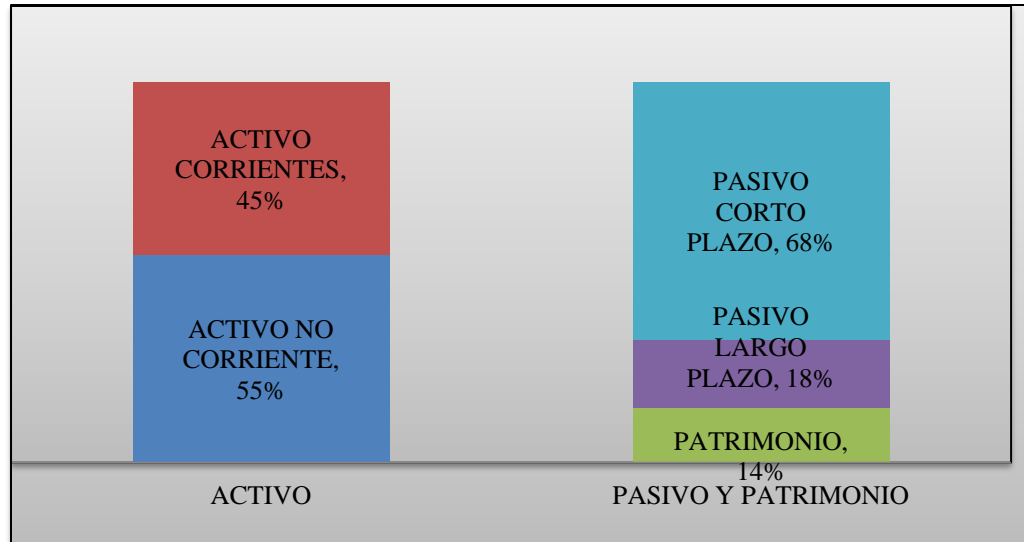 ACTIVO
CORRIENTES,
45%
ACTIVO NO
CORRIENTE,
55%
PASIVO
CORTO
PLAZO, 68%
PASIVO
LARGO
PLAZO, 18%
PATRIMONIO,
14%
ACTIVO
PASIVO Y PATRIMONIO